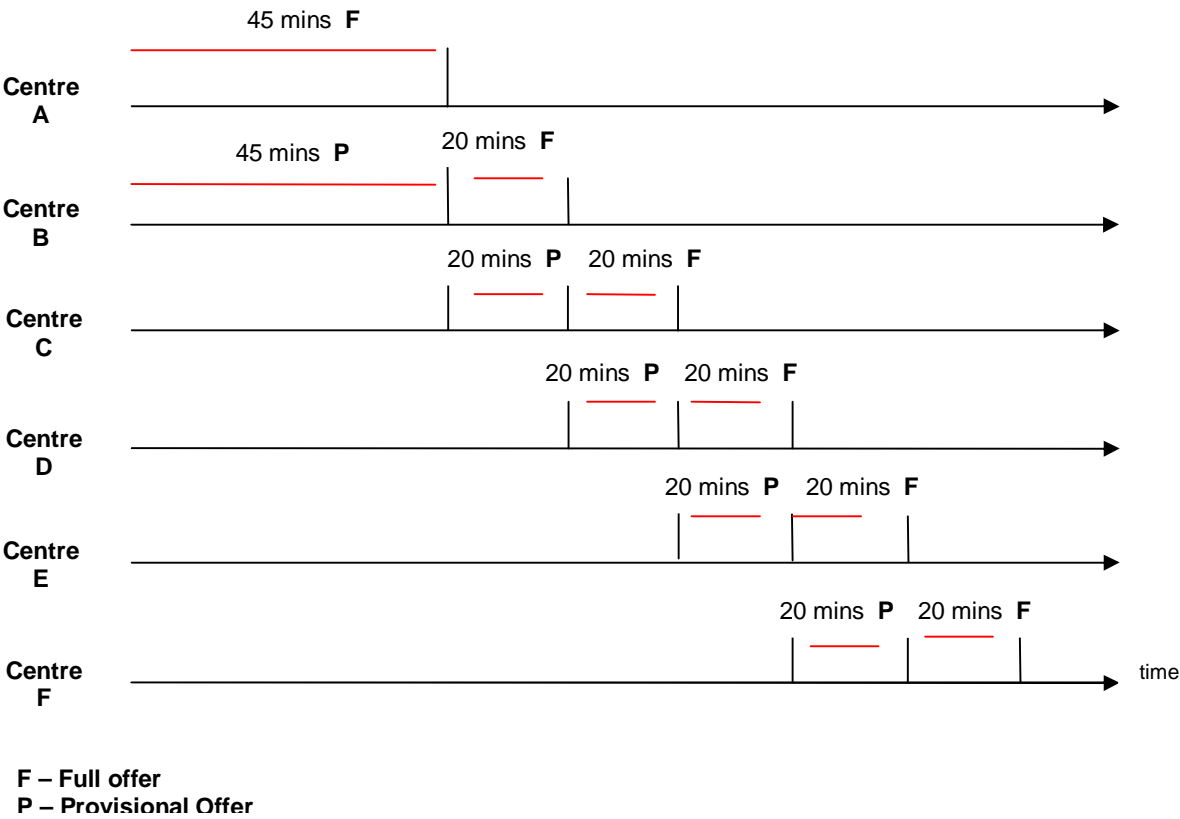 45 mins F
Centre
A
45 mins P
20 mins F
Centre
B
20 mins P
20 mins F
Centre
C
20 mins P
20 mins F
Centre
D
20 mins P
20 mins F
Centre
E
20 mins P
20 mins F
Centre
F
time
F – Full offer
P – Provisional Offer